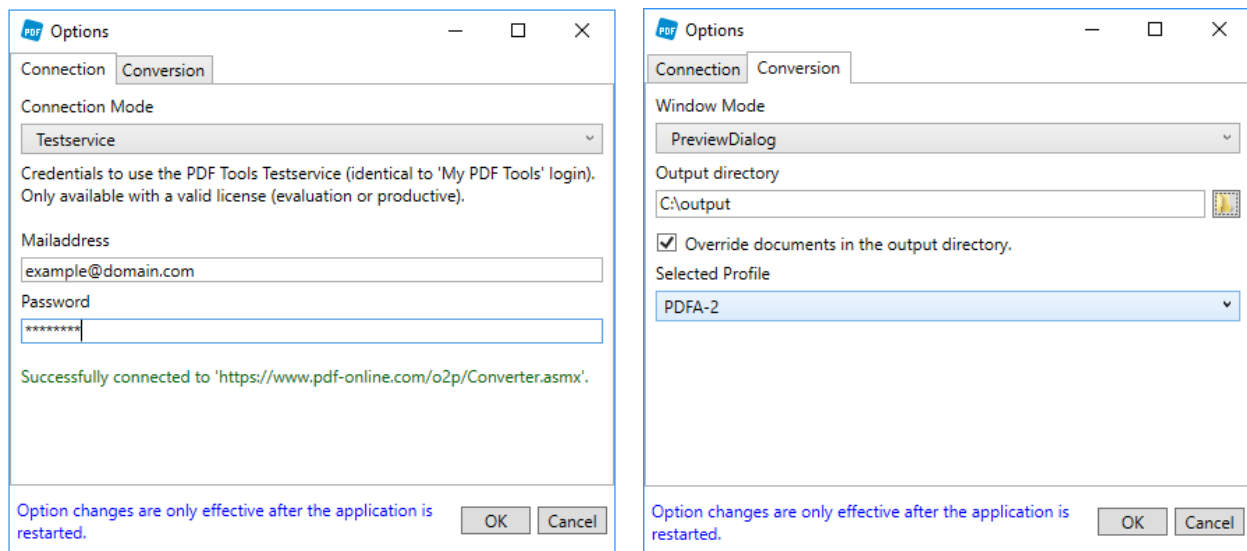 PDF Options
Connection Conversion
Connection Mode
Testservice
Credentials to use the PDF Tools Testservice (identical to 'My PDF Tools' login).
Only available with a valid license (evaluation or productive).
Mailaddress
example@domain.com
Password
********
Successfully connected to 'https://www.pdf-online.com/o2p/Converter.asmx'.
Option changes are only effective after the application is
restarted.
OK Cancel
PDF Options
Connection Conversion
Window Mode
PreviewDialog
Output directory
C:\output
Override documents in the output directory.
Selected Profile
PDFA-2
Option changes are only effective after the application is
restarted.
OK Cancel